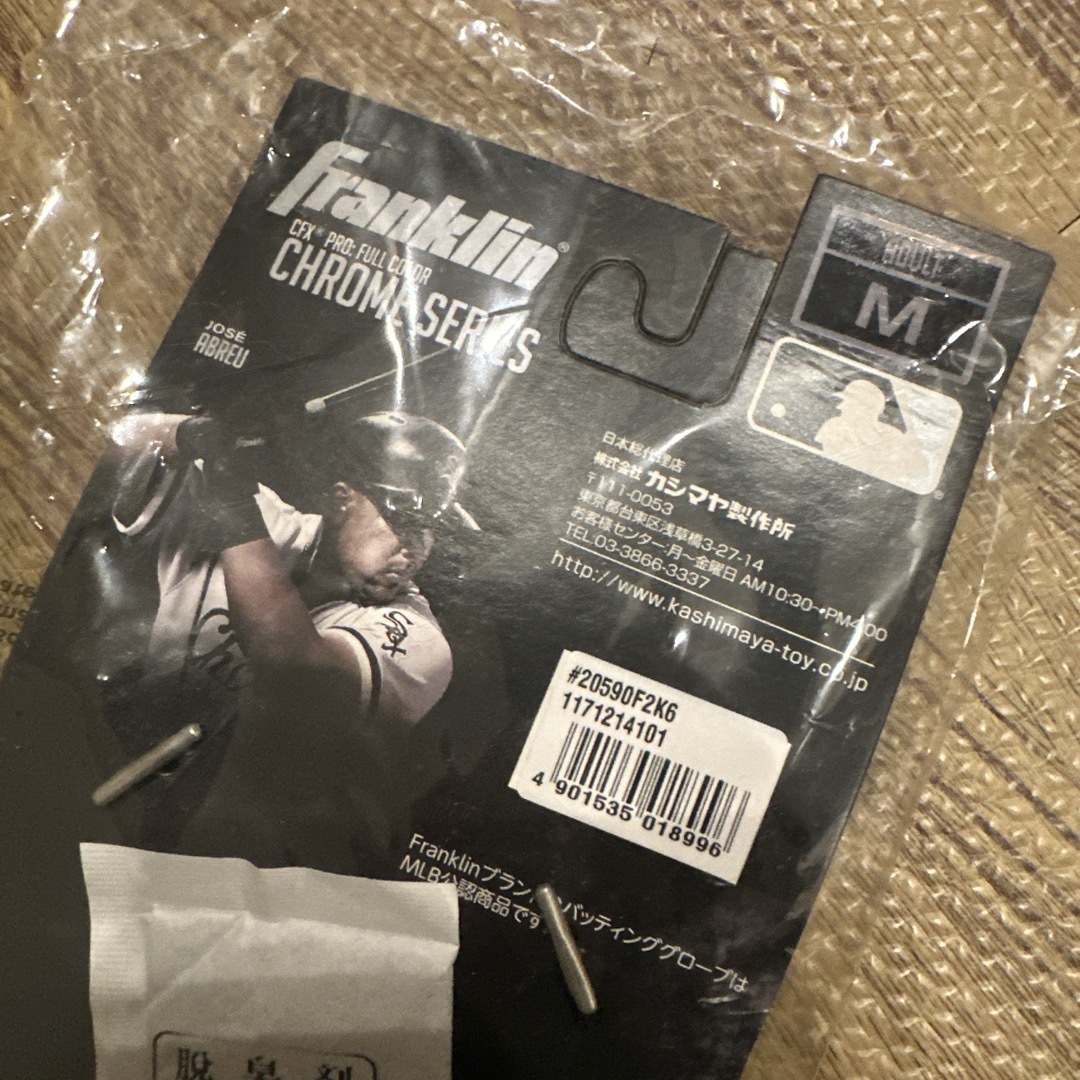 Franklin®
CFX® PRO: FULL COLOR
CHROME SERIES
JOSÉ
ABREU
ADULT
M
日本総代理店
株式会社 カシマヤ製作所
〒111-0053
東京都台東区浅草橋3-27-14
お客様センター:月〜金曜日 AM10:30〜PM4:00
TEL:03-3866-3337
http://www.kashimaya-toy.co.jp
#20590F2K6
1171214101
4 901535 018996
Franklinブランド バッティンググローブは
MLB公認商品です
Sox
脱臭剤